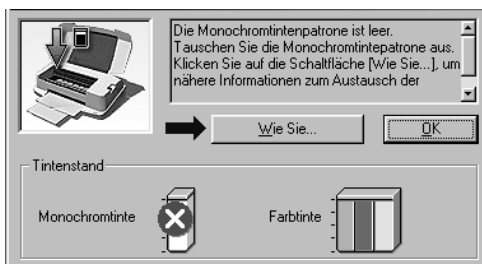 Die Monochromtintenpatrone ist leer.
Tauschen Sie die Monochromtintepatrone aus.
Klicken Sie auf die Schaltfläche [Wie Sie...], um
nähere Informationen zum Austausch der
Wie Sie...
OK
Tintenstand
Monochromtinte
Farbtinte